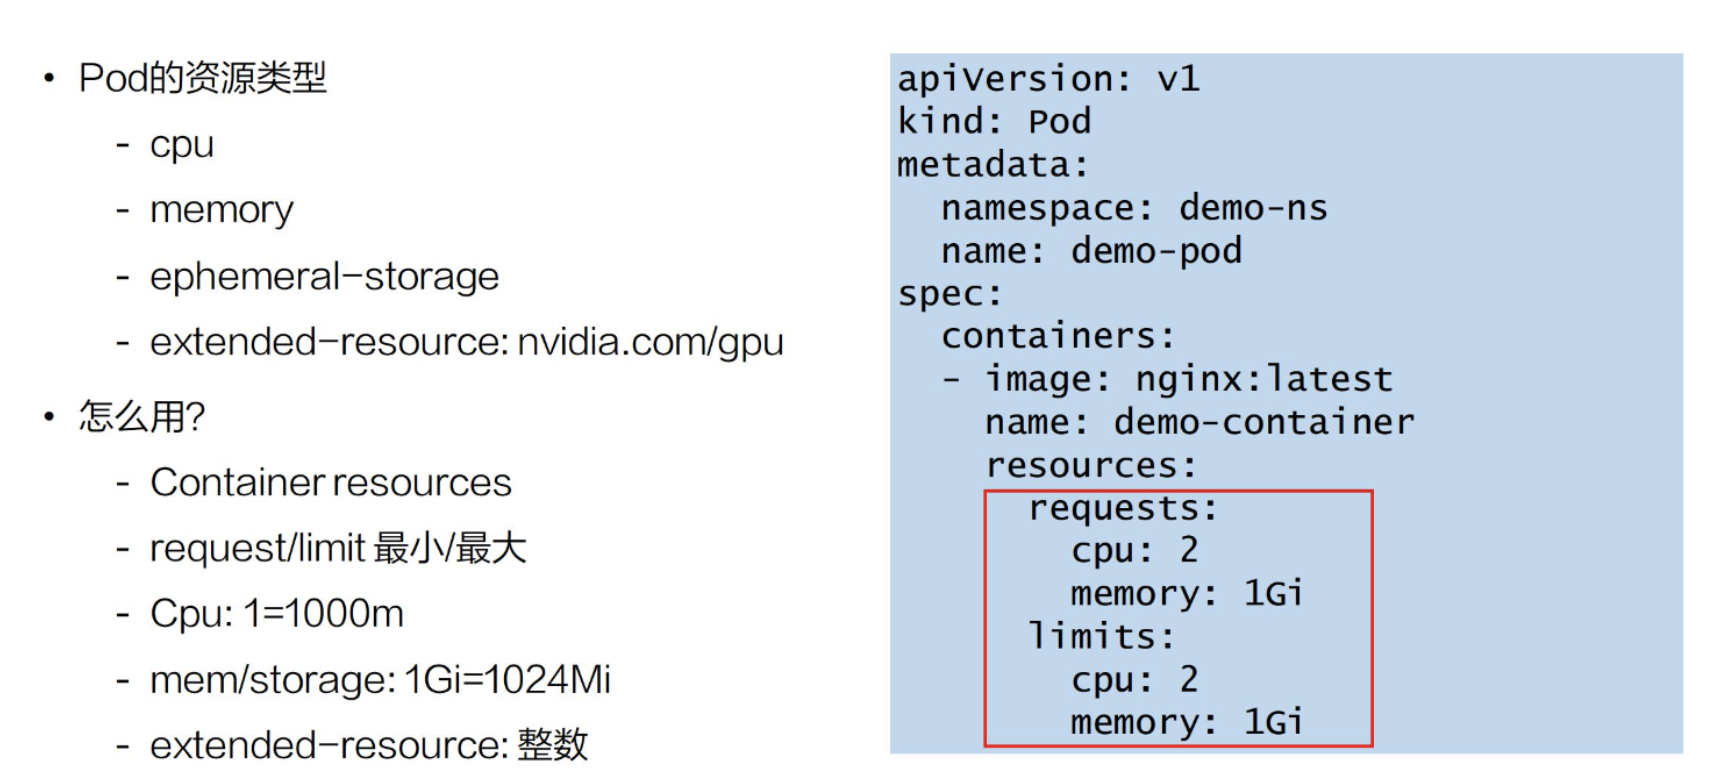 • Pod的资源类型
- cpu
- memory
- ephemeral-storage
- extended-resource: nvidia.com/gpu
• 怎么用?
- Container resources
- request/limit 最小/最大
- Cpu: 1=1000m
- mem/storage: 1Gi=1024Mi
- extended-resource: 整数
apiVersion: v1
kind: Pod
metadata:
  namespace: demo-ns
  name: demo-pod
spec:
  containers:
  - image: nginx:latest
    name: demo-container
    resources:
      requests:
        cpu: 2
        memory: 1Gi
      limits:
        cpu: 2
        memory: 1Gi